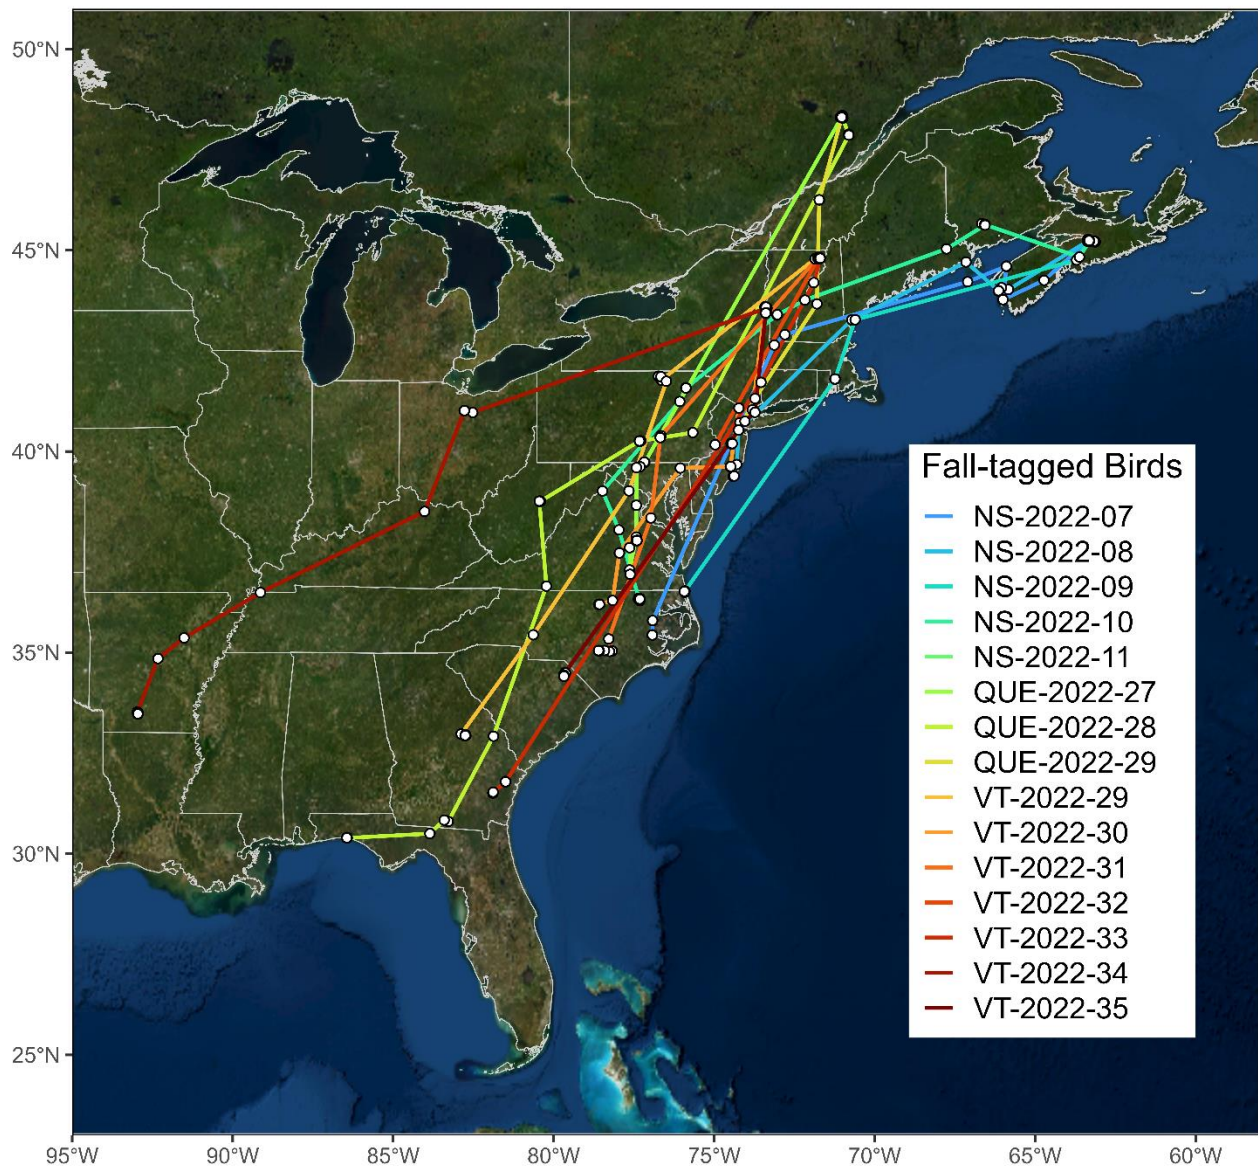 50°N
45°N
40°N
35°N
30°N
25°N
Fall-tagged Birds
NS-2022-07
NS-2022-08
NS-2022-09
NS-2022-10
NS-2022-11
QUE-2022-27
QUE-2022-28
QUE-2022-29
VT-2022-29
VT-2022-30
VT-2022-31
VT-2022-32
VT-2022-33
VT-2022-34
VT-2022-35
95°W 90°W 85°W 80°W 75°W 70°W 65°W 60°W